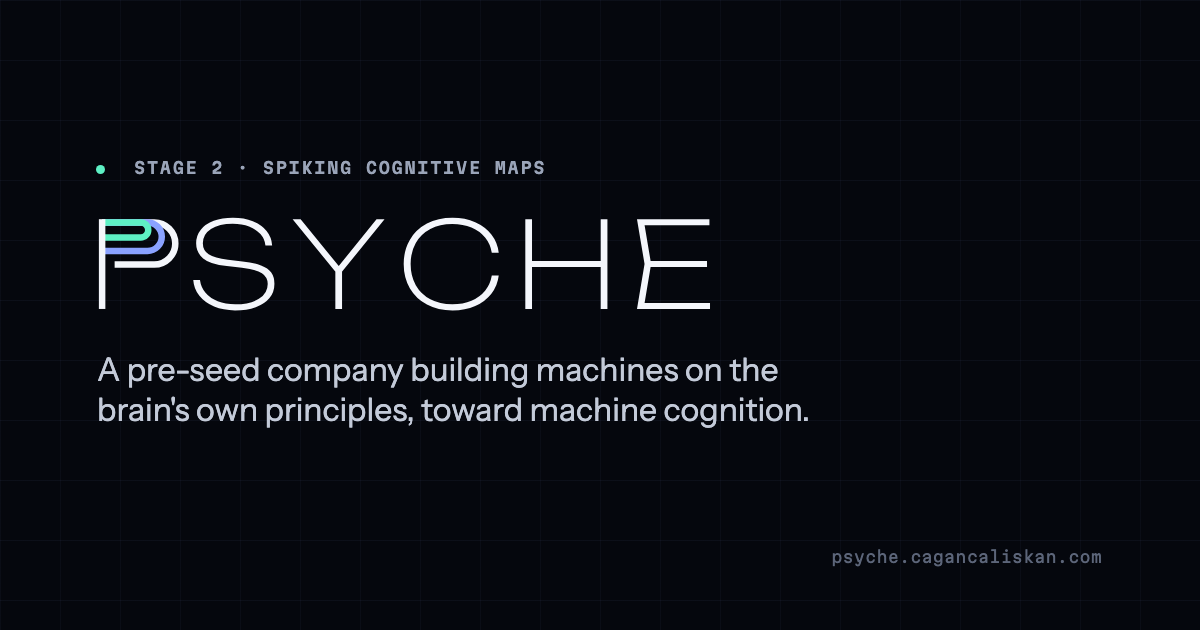 STAGE 2 · SPIKING COGNITIVE MAPS
PSYCHE
A pre-seed company building machines on the
brain's own principles, toward machine cognition.
psyche.cagancaliskan.com